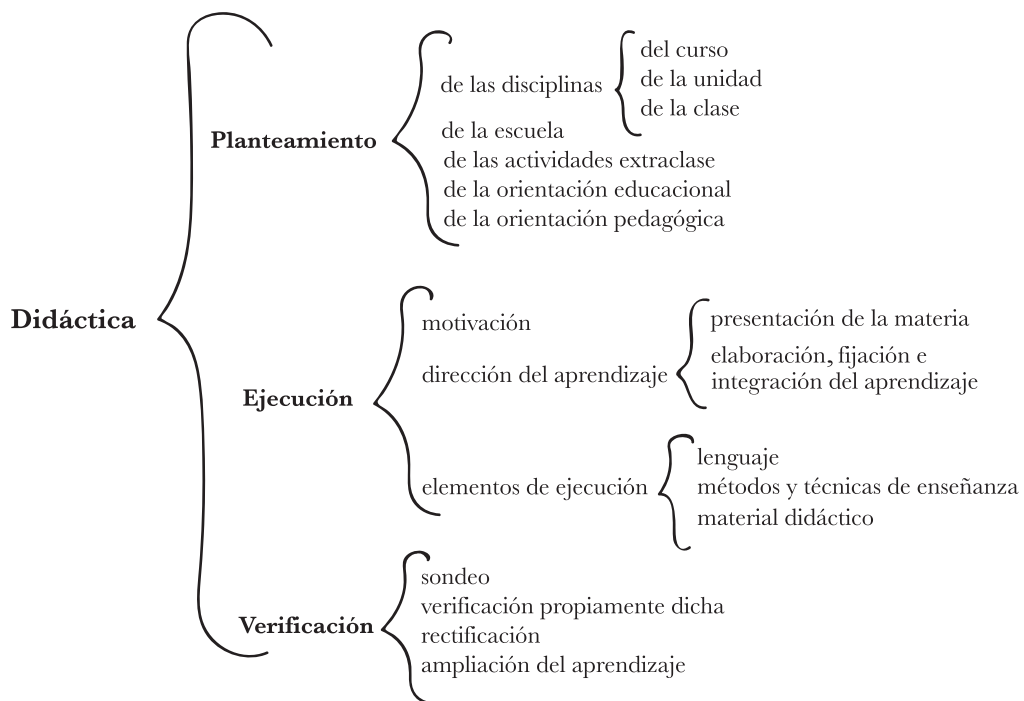 Didáctica
Planteamiento
de las disciplinas
del curso
de la unidad
de la clase
de la escuela
de las actividades extraclase
de la orientación educacional
de la orientación pedagógica
Ejecución
motivación
dirección del aprendizaje
presentación de la materia
elaboración, fijación e
integración del aprendizaje
elementos de ejecución
lenguaje
métodos y técnicas de enseñanza
material didáctico
Verificación
sondeo
verificación propiamente dicha
rectificación
ampliación del aprendizaje